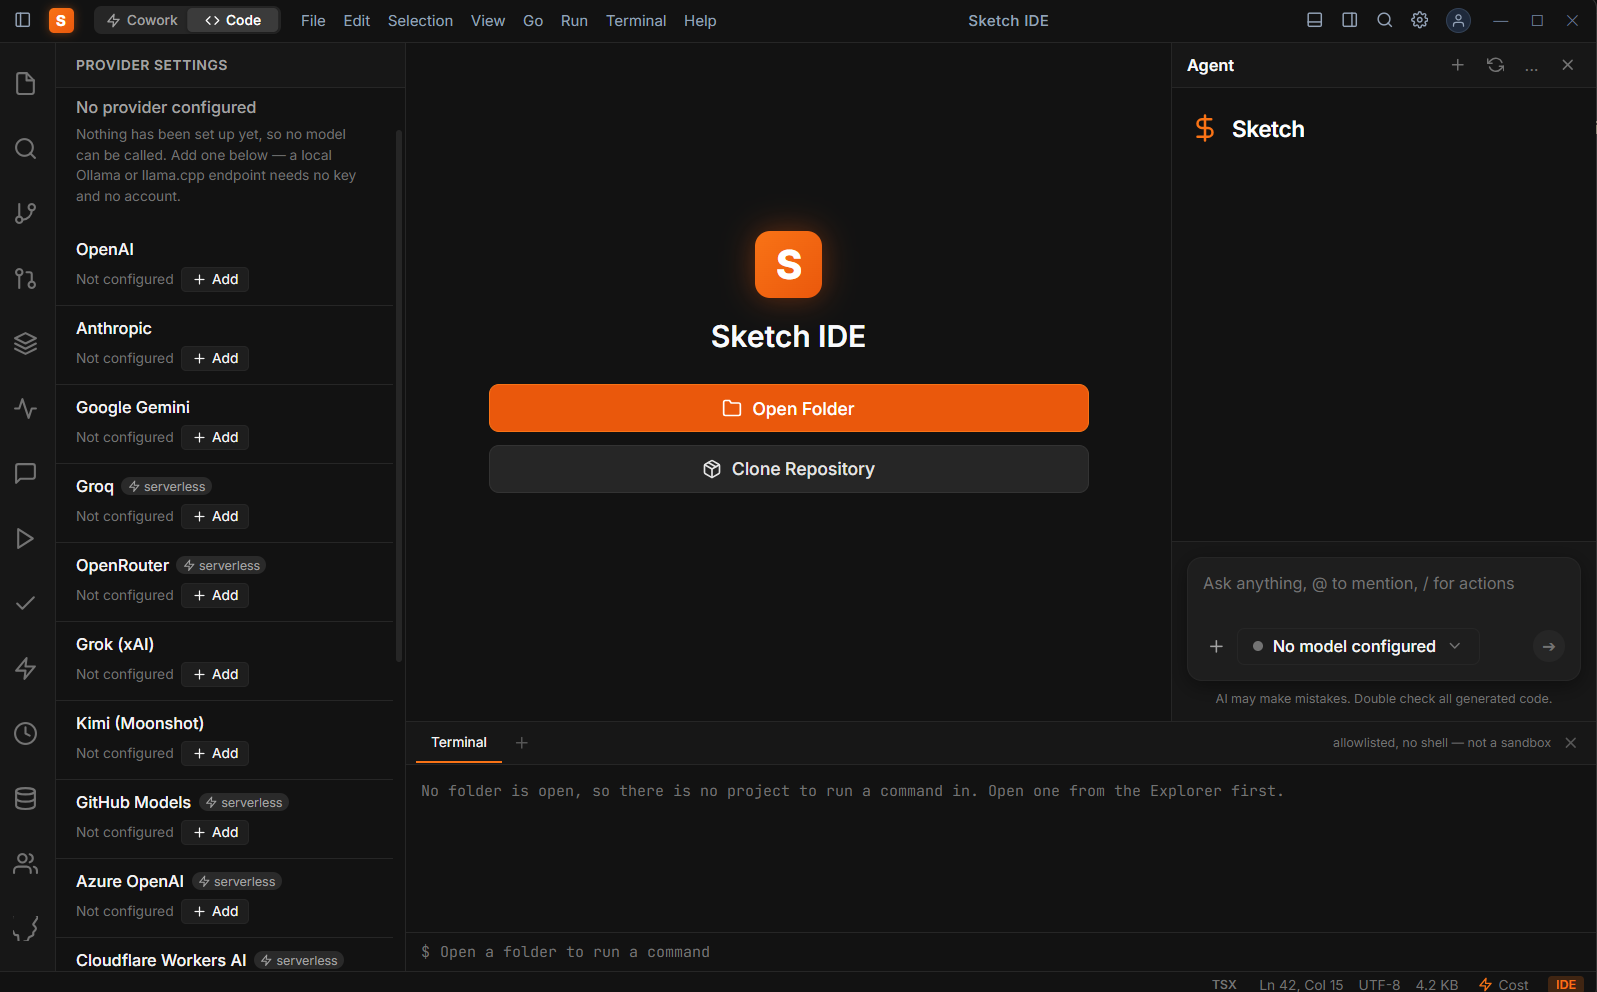 S
Cowork
Code
File
Edit
Selection
View
Go
Run
Terminal
Help
Sketch IDE
PROVIDER SETTINGS
No provider configured
Nothing has been set up yet, so no model
can be called. Add one below — a local
Ollama or llama.cpp endpoint needs no key
and no account.
OpenAI
Not configured
Add
Anthropic
Not configured
Add
Google Gemini
Not configured
Add
Groq
serverless
Not configured
Add
OpenRouter
serverless
Not configured
Add
Grok (xAI)
Not configured
Add
Kimi (Moonshot)
Not configured
Add
GitHub Models
serverless
Not configured
Add
Azure OpenAI
serverless
Not configured
Add
Cloudflare Workers AI
serverless
S
Sketch IDE
Open Folder
Clone Repository
Terminal
allowlisted, no shell — not a sandbox
No folder is open, so there is no project to run a command in. Open one from the Explorer first.
$ Open a folder to run a command
Agent
...
$ Sketch
Ask anything, @ to mention, / for actions
No model configured
AI may make mistakes. Double check all generated code.
TSX
Ln 42, Col 15
UTF-8
4.2 KB
Cost
IDE